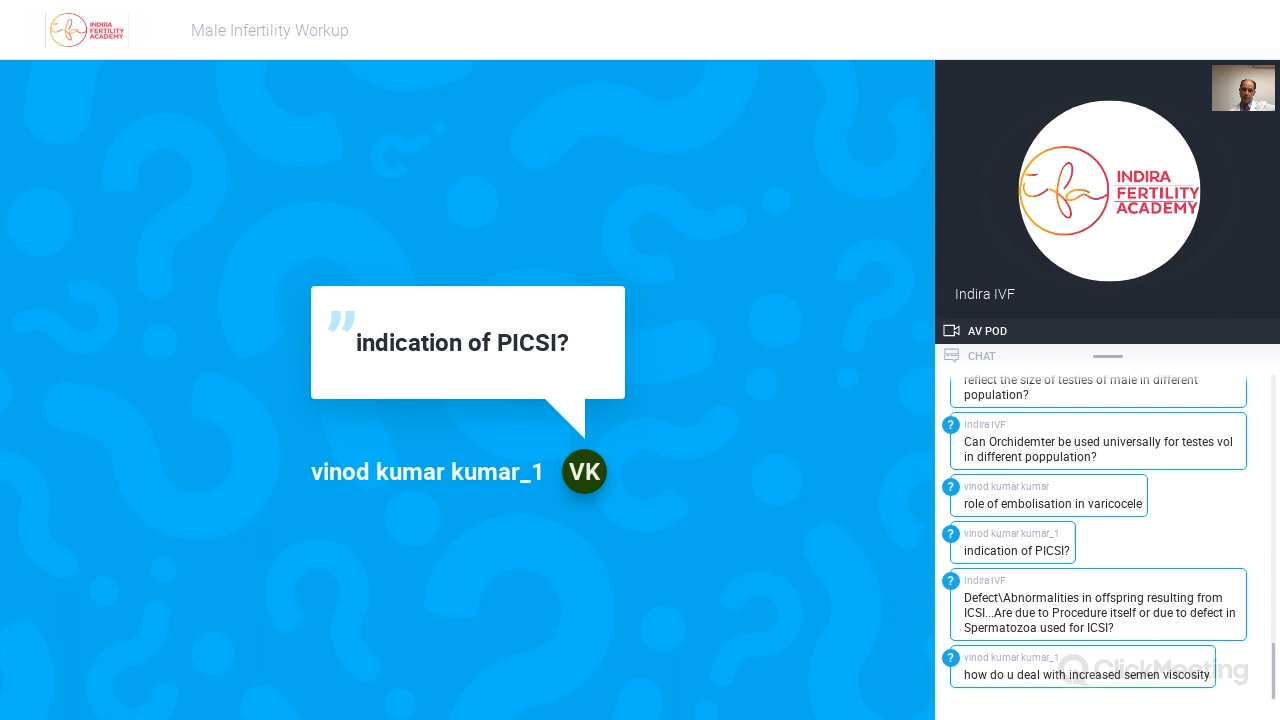 INDIRA
FERTILITY
ACADEMY
Male Infertility Workup
indication of PICSI?
vinod kumar kumar_1
VK
INDIRA
FERTILITY
ACADEMY
Indira IVF
AV POD
CHAT
reflect the size of testies of male in different
population?
Indira IVF
Can Orchidemter be used universally for testes vol
in different poppulation?
vinod kumar kumar
role of embolisation in varicocele
vinod kumar kumar_1
indication of PICSI?
Indira IVF
Defect\Abnormalities in offspring resulting from
ICSI...Are due to Procedure itself or due to defect in
Spermatozoa used for ICSI?
vinod kumar kumar_1
how do u deal with increased semen viscosity
ClickMeeting